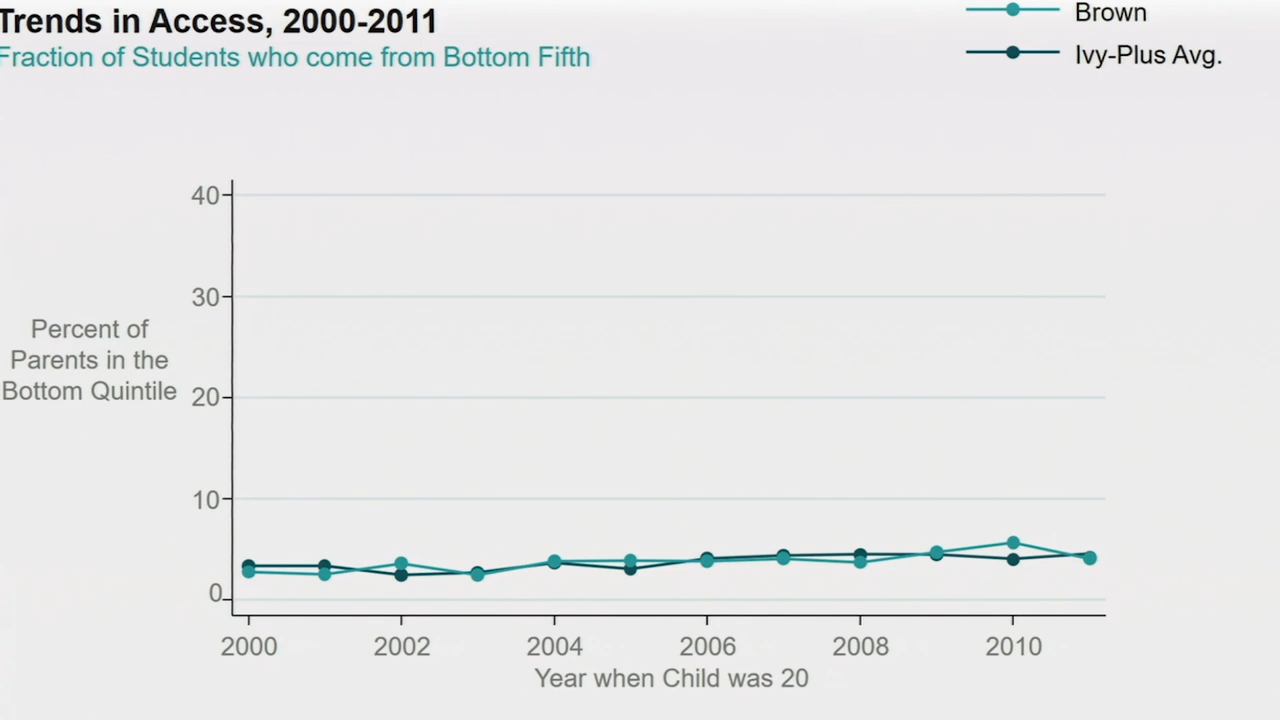 Trends in Access, 2000-2011
Fraction of Students who come from Bottom Fifth
Brown
Ivy-Plus Avg.
40
30
Percent of
Parents in the
Bottom Quintile
20
10
0
2000 2002 2004 2006 2008 2010
Year when Child was 20